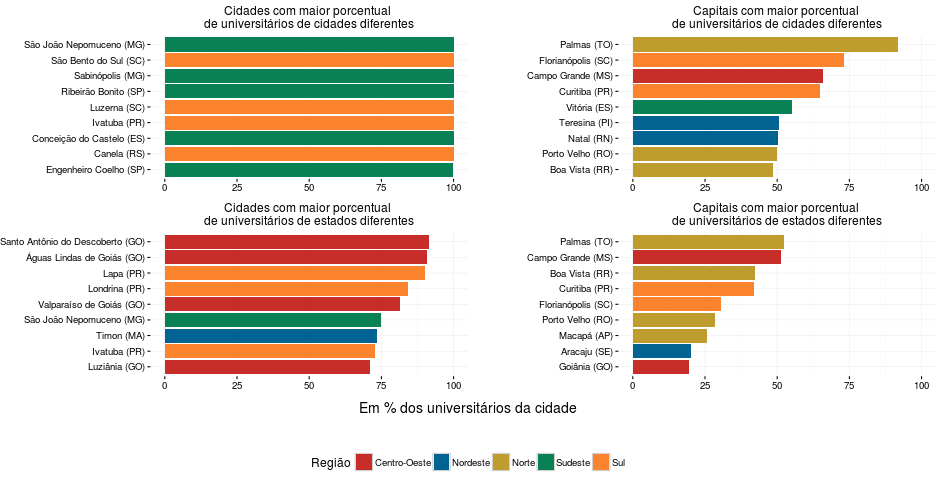 Cidades com maior porcentual
de universitários de cidades diferentes
São João Nepomuceno (MG)
São Bento do Sul (SC)
Sabinópolis (MG)
Ribeirão Bonito (SP)
Luzerna (SC)
Ivatuba (PR)
Conceição do Castelo (ES)
Canela (RS)
Engenheiro Coelho (SP)
0 25 50 75 100
Capitais com maior porcentual
de universitários de cidades diferentes
Palmas (TO)
Florianópolis (SC)
Campo Grande (MS)
Curitiba (PR)
Vitória (ES)
Teresina (PI)
Natal (RN)
Porto Velho (RO)
Boa Vista (RR)
0 25 50 75 100
Cidades com maior porcentual
de universitários de estados diferentes
Santo Antônio do Descoberto (GO)
Águas Lindas de Goiás (GO)
Lapa (PR)
Londrina (PR)
Valparaíso de Goiás (GO)
São João Nepomuceno (MG)
Timon (MA)
Ivatuba (PR)
Luziânia (GO)
0 25 50 75 100
Capitais com maior porcentual
de universitários de estados diferentes
Palmas (TO)
Campo Grande (MS)
Boa Vista (RR)
Curitiba (PR)
Florianópolis (SC)
Porto Velho (RO)
Macapá (AP)
Aracaju (SE)
Goiânia (GO)
0 25 50 75 100
Em % dos universitários da cidade
Região Centro-Oeste Nordeste Norte Sudeste Sul